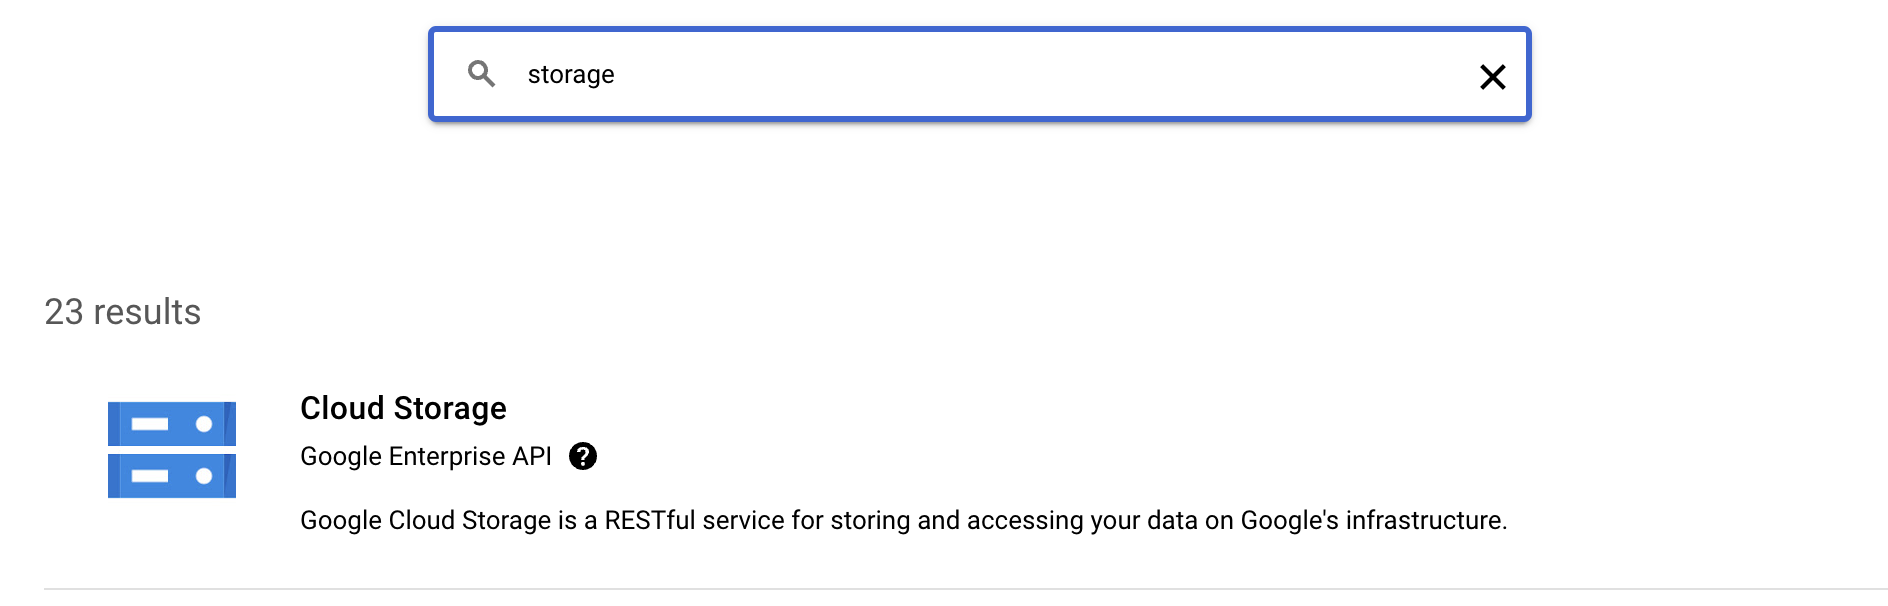 storage
23 results
Cloud Storage
Google Enterprise API
Google Cloud Storage is a RESTful service for storing and accessing your data on Google's infrastructure.